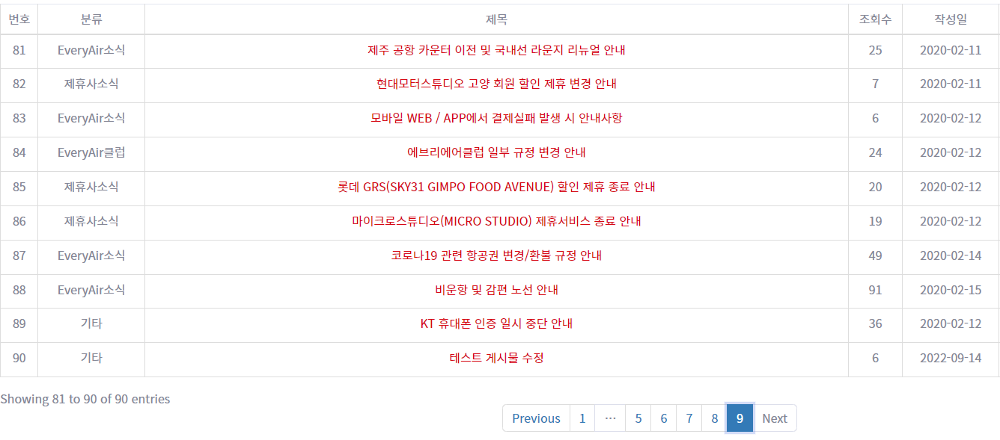 번호 분류 제목 조회수 작성일
81 EveryAir소식 제주 공항 카운터 이전 및 국내선 라운지 리뉴얼 안내 25 2020-02-11
82 제휴사소식 현대모터스튜디오 고양 회원 할인 제휴 변경 안내 7 2020-02-11
83 EveryAir소식 모바일 WEB / APP에서 결제실패 발생 시 안내사항 6 2020-02-12
84 EveryAir클럽 에브리에어클럽 일부 규정 변경 안내 24 2020-02-12
85 제휴사소식 롯데 GRS(SKY31 GIMPO FOOD AVENUE) 할인 제휴 종료 안내 20 2020-02-12
86 제휴사소식 마이크로스튜디오(MICRO STUDIO) 제휴서비스 종료 안내 19 2020-02-12
87 EveryAir소식 코로나19 관련 항공권 변경/환불 규정 안내 49 2020-02-14
88 EveryAir소식 비운항 및 감편 노선 안내 91 2020-02-15
89 기타 KT 휴대폰 인증 일시 중단 안내 36 2020-02-12
90 기타 테스트 게시물 수정 6 2022-09-14
Showing 81 to 90 of 90 entries
Previous 1 … 5 6 7 8 9 Next